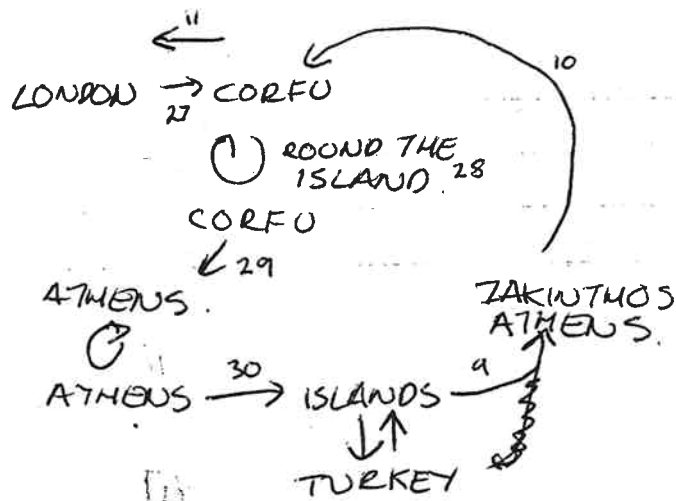 11
10
LONDON → CORFU
27
ROUND THE
ISLAND. 28
CORFU
29
ATHENS.
ZAKINTHOS
ATHENS.
ATHENS 30 → ISLANDS 9
TURKEY